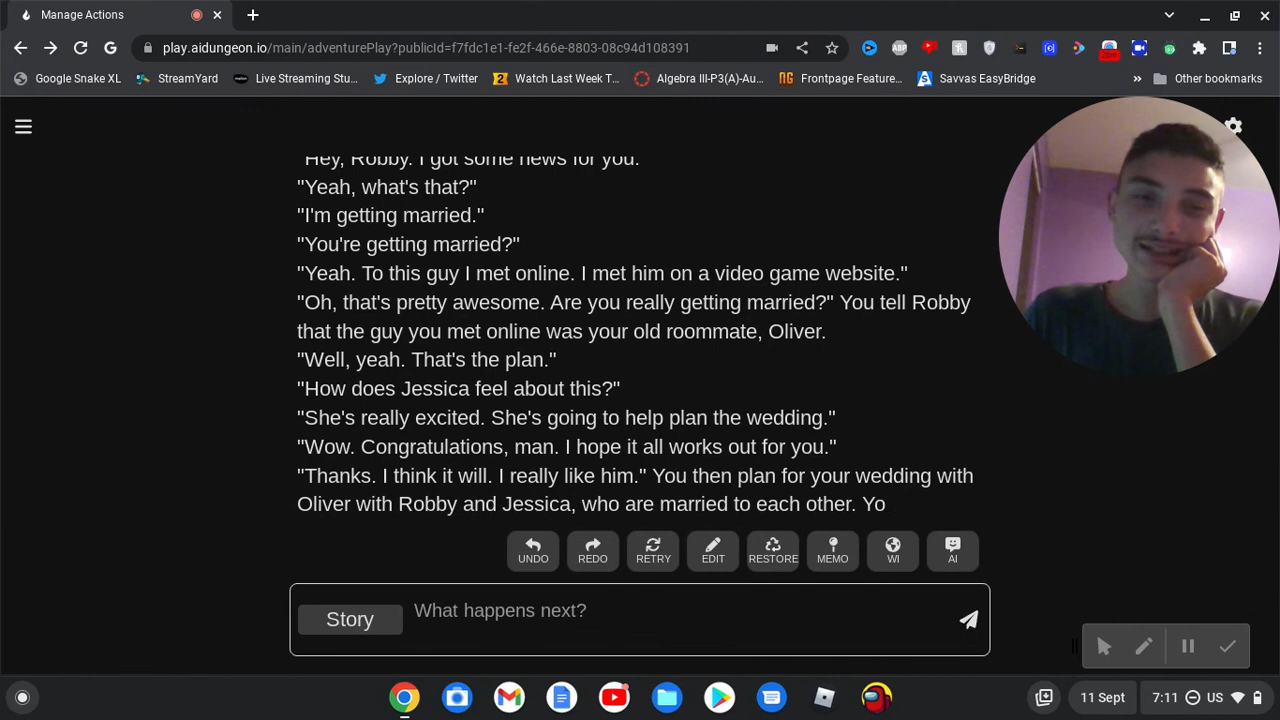 Manage Actions
play.aidungeon.io/main/adventurePlay?publicId=f7fdc1e1-fe2f-466e-8803-08c94d108391
Google Snake XL StreamYard Live Streaming Stu... Explore / Twitter Watch Last Week T... Algebra III-P3(A)-Au... Frontpage Feature... Savvas EasyBridge » Other bookmarks
"Hey, Robby. I got some news for you."
"Yeah, what's that?"
"I'm getting married."
"You're getting married?"
"Yeah. To this guy I met online. I met him on a video game website."
"Oh, that's pretty awesome. Are you really getting married?" You tell Robby
that the guy you met online was your old roommate, Oliver.
"Well, yeah. That's the plan."
"How does Jessica feel about this?"
"She's really excited. She's going to help plan the wedding."
"Wow. Congratulations, man. I hope it all works out for you."
"Thanks. I think it will. I really like him." You then plan for your wedding with
Oliver with Robby and Jessica, who are married to each other. Yo
UNDO REDO RETRY EDIT RESTORE MEMO WI AI
Story What happens next?
11 Sept 7:11 US